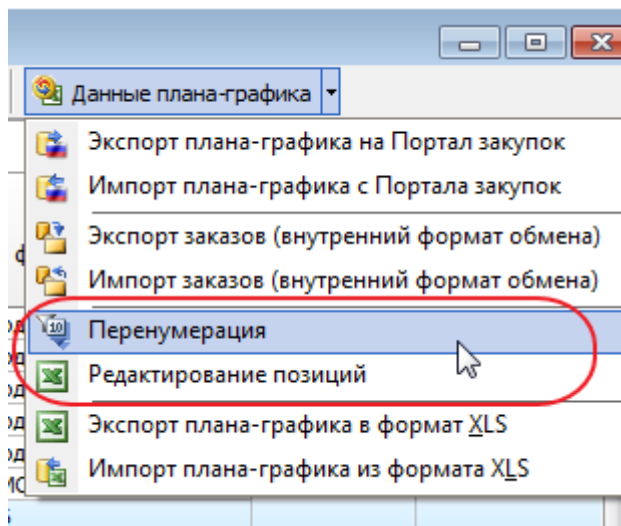 Данные плана-графика
Экспорт плана-графика на Портал закупок
Импорт плана-графика с Портала закупок
Экспорт заказов (внутренний формат обмена)
Импорт заказов (внутренний формат обмена)
Перенумерация
Редактирование позиций
Экспорт плана-графика в формат XLS
Импорт плана-графика из формата XLS